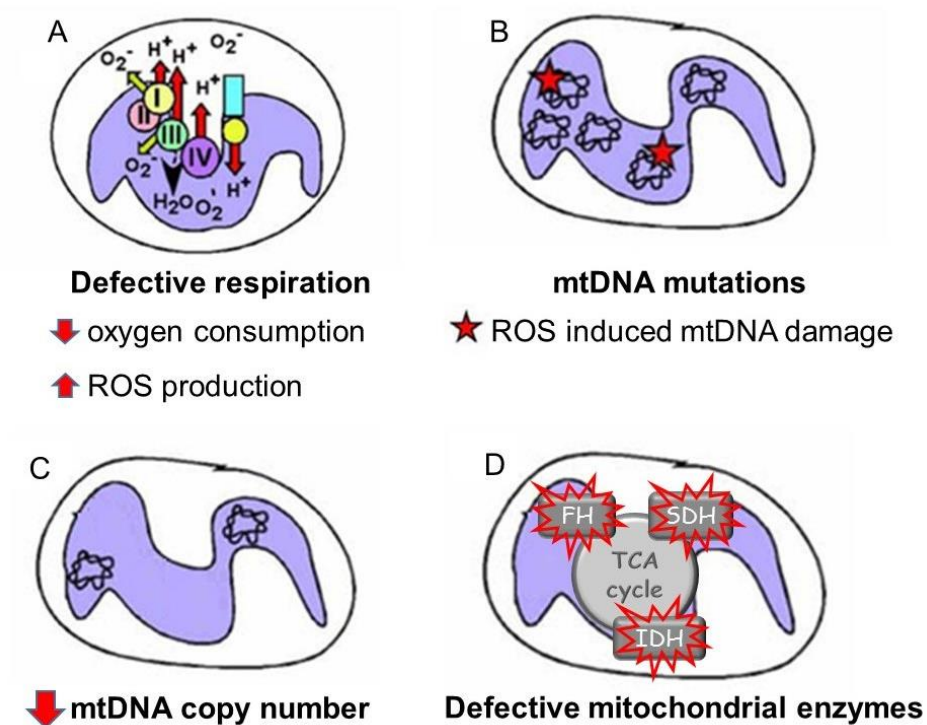 A
O₂⁻ H⁺ H⁺ O₂⁻
H⁺
I
II
III
O₂⁻
IV
H₂O O₂ H⁺
Defective respiration
oxygen consumption
ROS production
B
mtDNA mutations
ROS induced mtDNA damage
C
mtDNA copy number
D
FH SDH
TCA
cycle
IDH
Defective mitochondrial enzymes